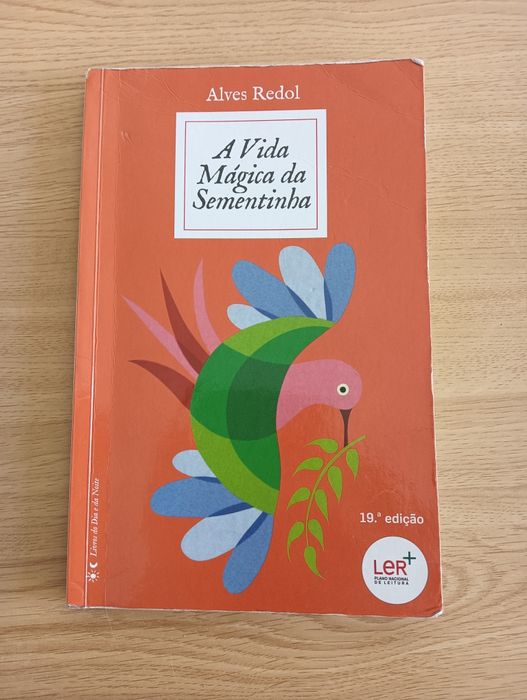 Alves Redol
A Vida
Mágica da
Sementinha
19.ª edição
LeR+
PLANO NACIONAL
DE LEITURA
Livros do Dia e da Noite